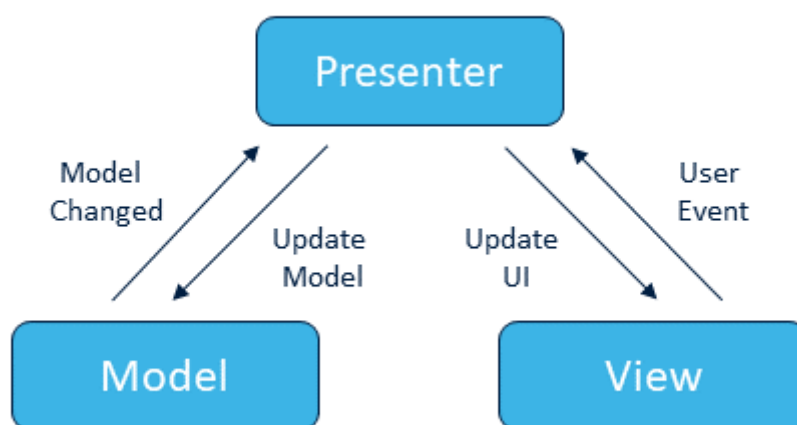 Presenter
Model
Changed
Update
Model
Update
UI
User
Event
Model
View